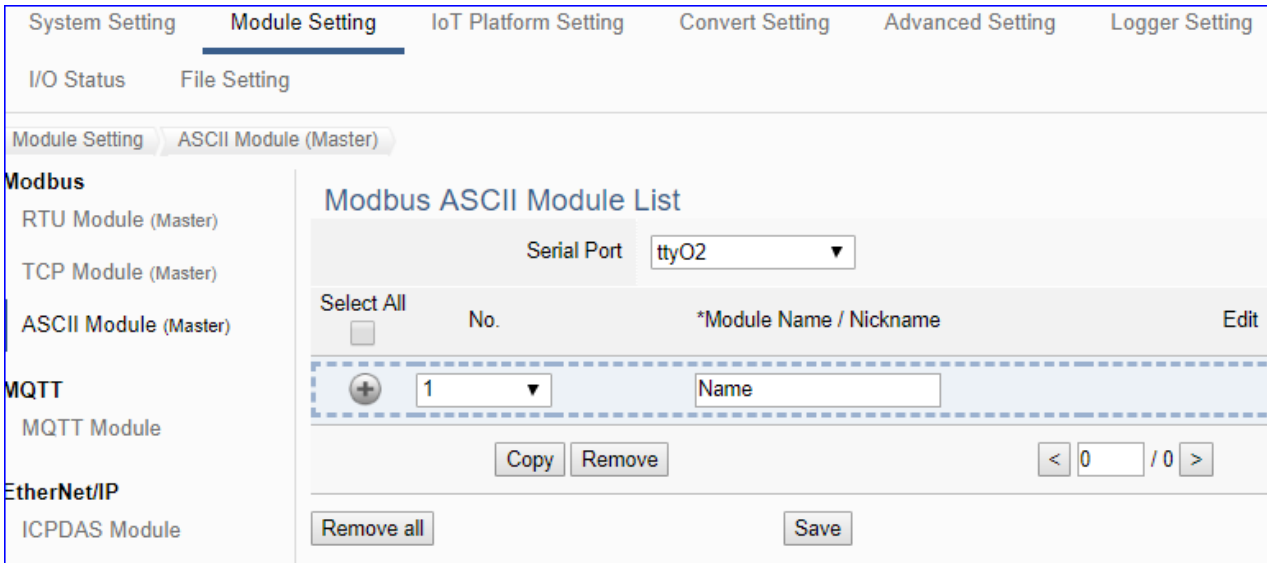 System Setting Module Setting IoT Platform Setting Convert Setting Advanced Setting Logger Setting
I/O Status File Setting
Module Setting ASCII Module (Master)
Modbus
RTU Module (Master)
TCP Module (Master)
ASCII Module (Master)
MQTT
MQTT Module
EtherNet/IP
ICPDAS Module
Modbus ASCII Module List
Serial Port ttyO2
Select All No. *Module Name / Nickname Edit
1 Name
Copy Remove < 0 / 0 >
Remove all Save